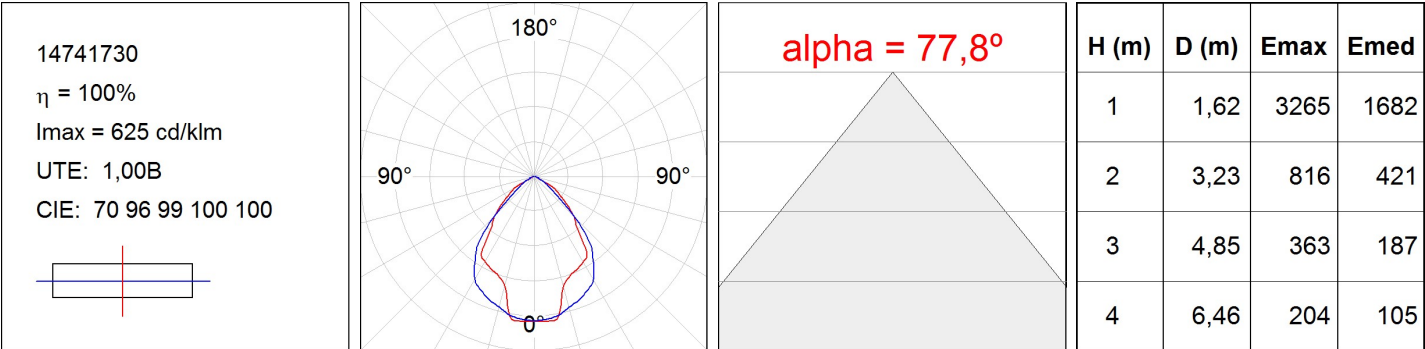 14741730
η = 100%
Imax = 625 cd/klm
UTE:  1,00B
CIE:  70 96 99 100 100
180°
90°
90°
0°
alpha = 77,8º
H (m) D (m) Emax Emed
1 1,62 3265 1682
2 3,23 816 421
3 4,85 363 187
4 6,46 204 105